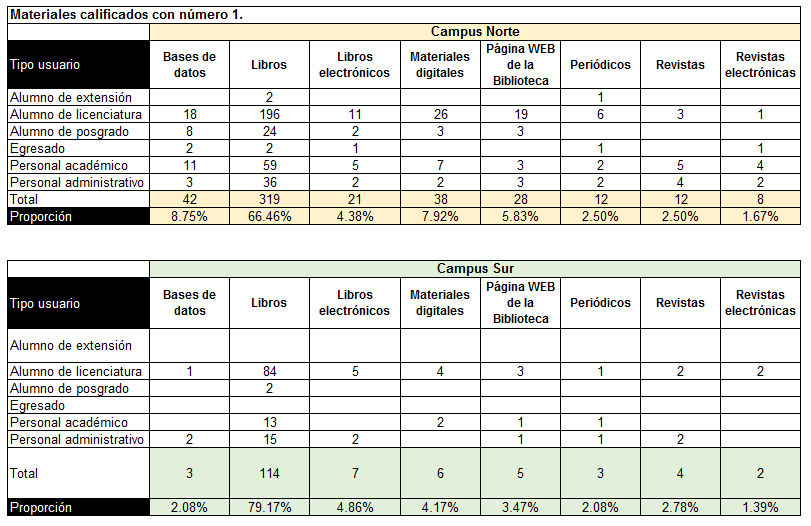 Materiales calificados con número 1.
Campus Norte
Tipo usuario Bases de datos Libros Libros electrónicos Materiales digitales Página WEB de la Biblioteca Periódicos Revistas Revistas electrónicas
Alumno de extensión 2 1
Alumno de licenciatura 18 196 11 26 19 6 3 1
Alumno de posgrado 8 24 2 3 3
Egresado 2 2 1 1 1
Personal académico 11 59 5 7 3 2 5 4
Personal administrativo 3 36 2 2 3 2 4 2
Total 42 319 21 38 28 12 12 8
Proporción 8.75% 66.46% 4.38% 7.92% 5.83% 2.50% 2.50% 1.67%
Campus Sur
Tipo usuario Bases de datos Libros Libros electrónicos Materiales digitales Página WEB de la Biblioteca Periódicos Revistas Revistas electrónicas
Alumno de extensión
Alumno de licenciatura 1 84 5 4 3 1 2 2
Alumno de posgrado 2
Egresado
Personal académico 13 2 1 1
Personal administrativo 2 15 2 1 1 2
Total 3 114 7 6 5 3 4 2
Proporción 2.08% 79.17% 4.86% 4.17% 3.47% 2.08% 2.78% 1.39%